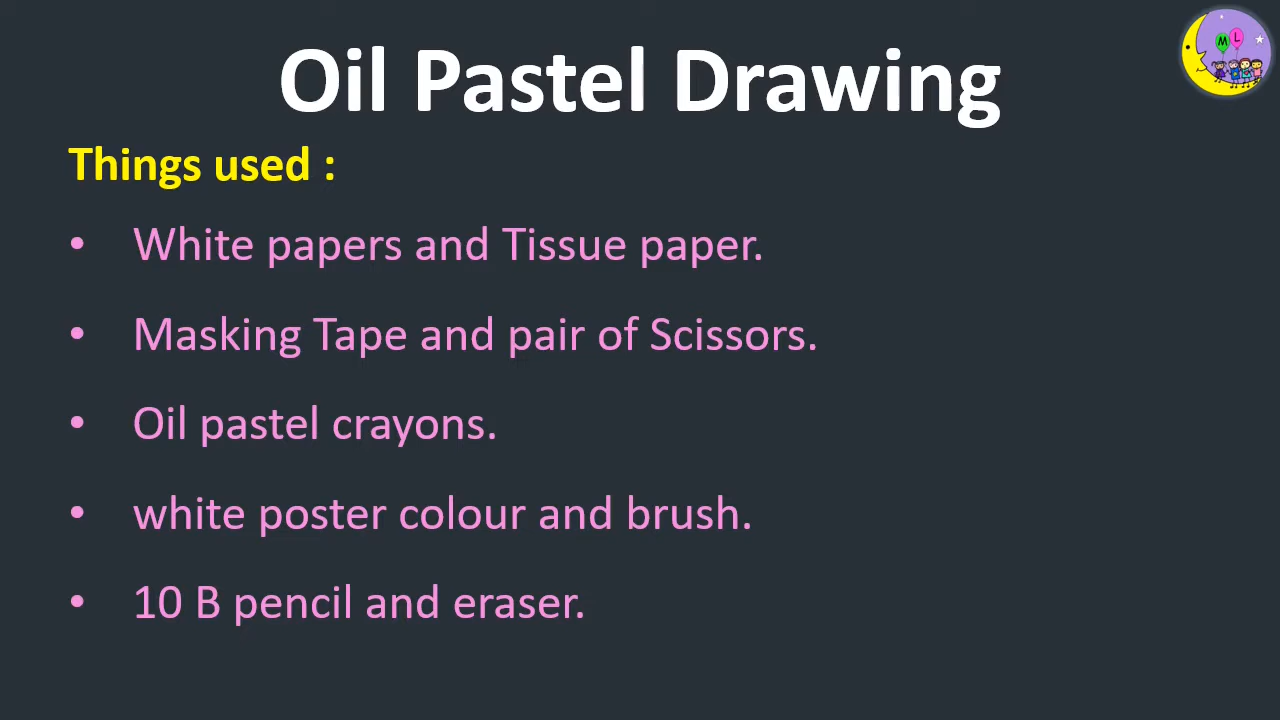 M L
Oil Pastel Drawing
Things used :
• White papers and Tissue paper.
• Masking Tape and pair of Scissors.
• Oil pastel crayons.
• white poster colour and brush.
• 10 B pencil and eraser.